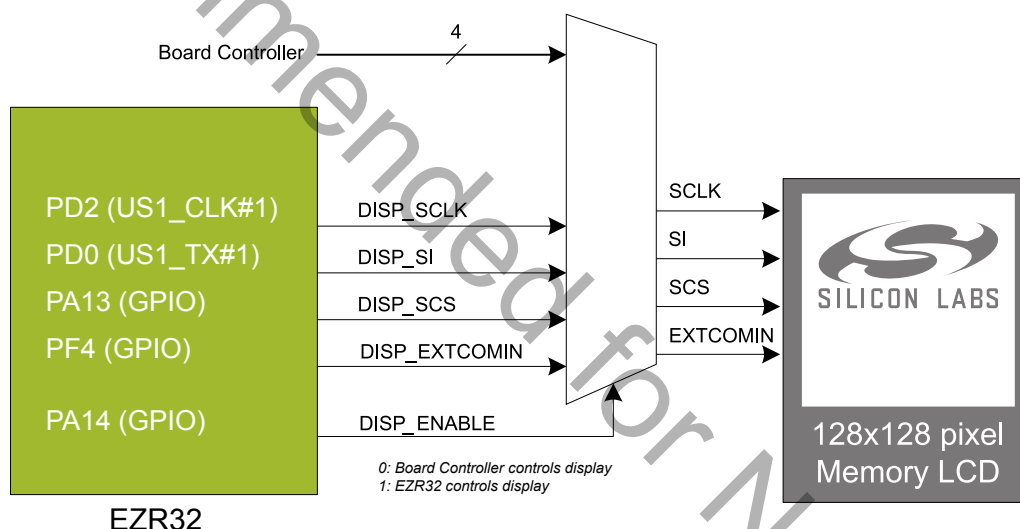 4
Board Controller
PD2 (US1_CLK#1)
PD0 (US1_TX#1)
PA13 (GPIO)
PF4 (GPIO)
PA14 (GPIO)
DISP_SCLK
DISP_SI
DISP_SCS
DISP_EXTCOMIN
DISP_ENABLE
0: Board Controller controls display
1: EZR32 controls display
SCLK
SI
SCS
EXTCOMIN
SILICON LABS
128x128 pixel
Memory LCD
EZR32
mmended for N